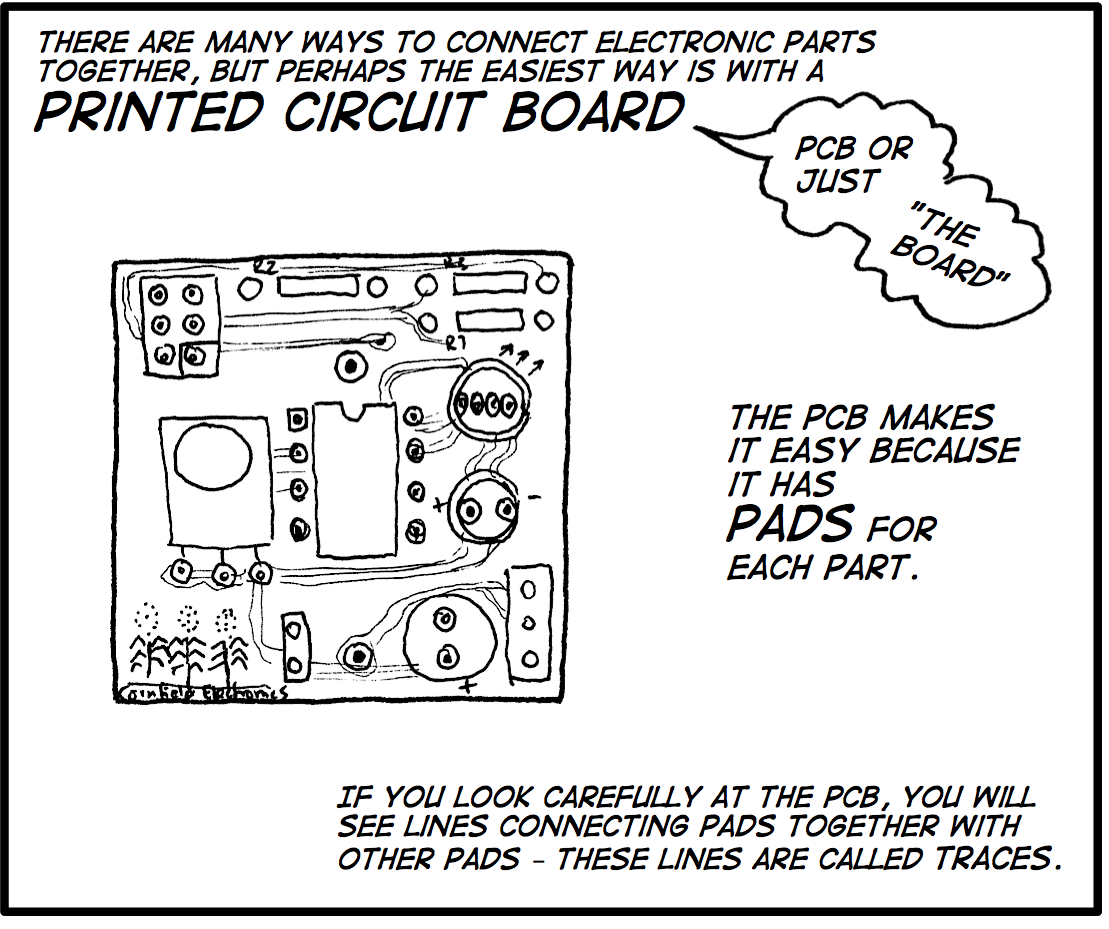 THERE ARE MANY WAYS TO CONNECT ELECTRONIC PARTS
TOGETHER, BUT PERHAPS THE EASIEST WAY IS WITH A
PRINTED CIRCUIT BOARD
PCB OR
JUST
"THE
BOARD"
R2
R3
R1
+
-
+
Cornfield Electronics
THE PCB MAKES
IT EASY BECAUSE
IT HAS
PADS FOR
EACH PART.
IF YOU LOOK CAREFULLY AT THE PCB, YOU WILL
SEE LINES CONNECTING PADS TOGETHER WITH
OTHER PADS - THESE LINES ARE CALLED TRACES.